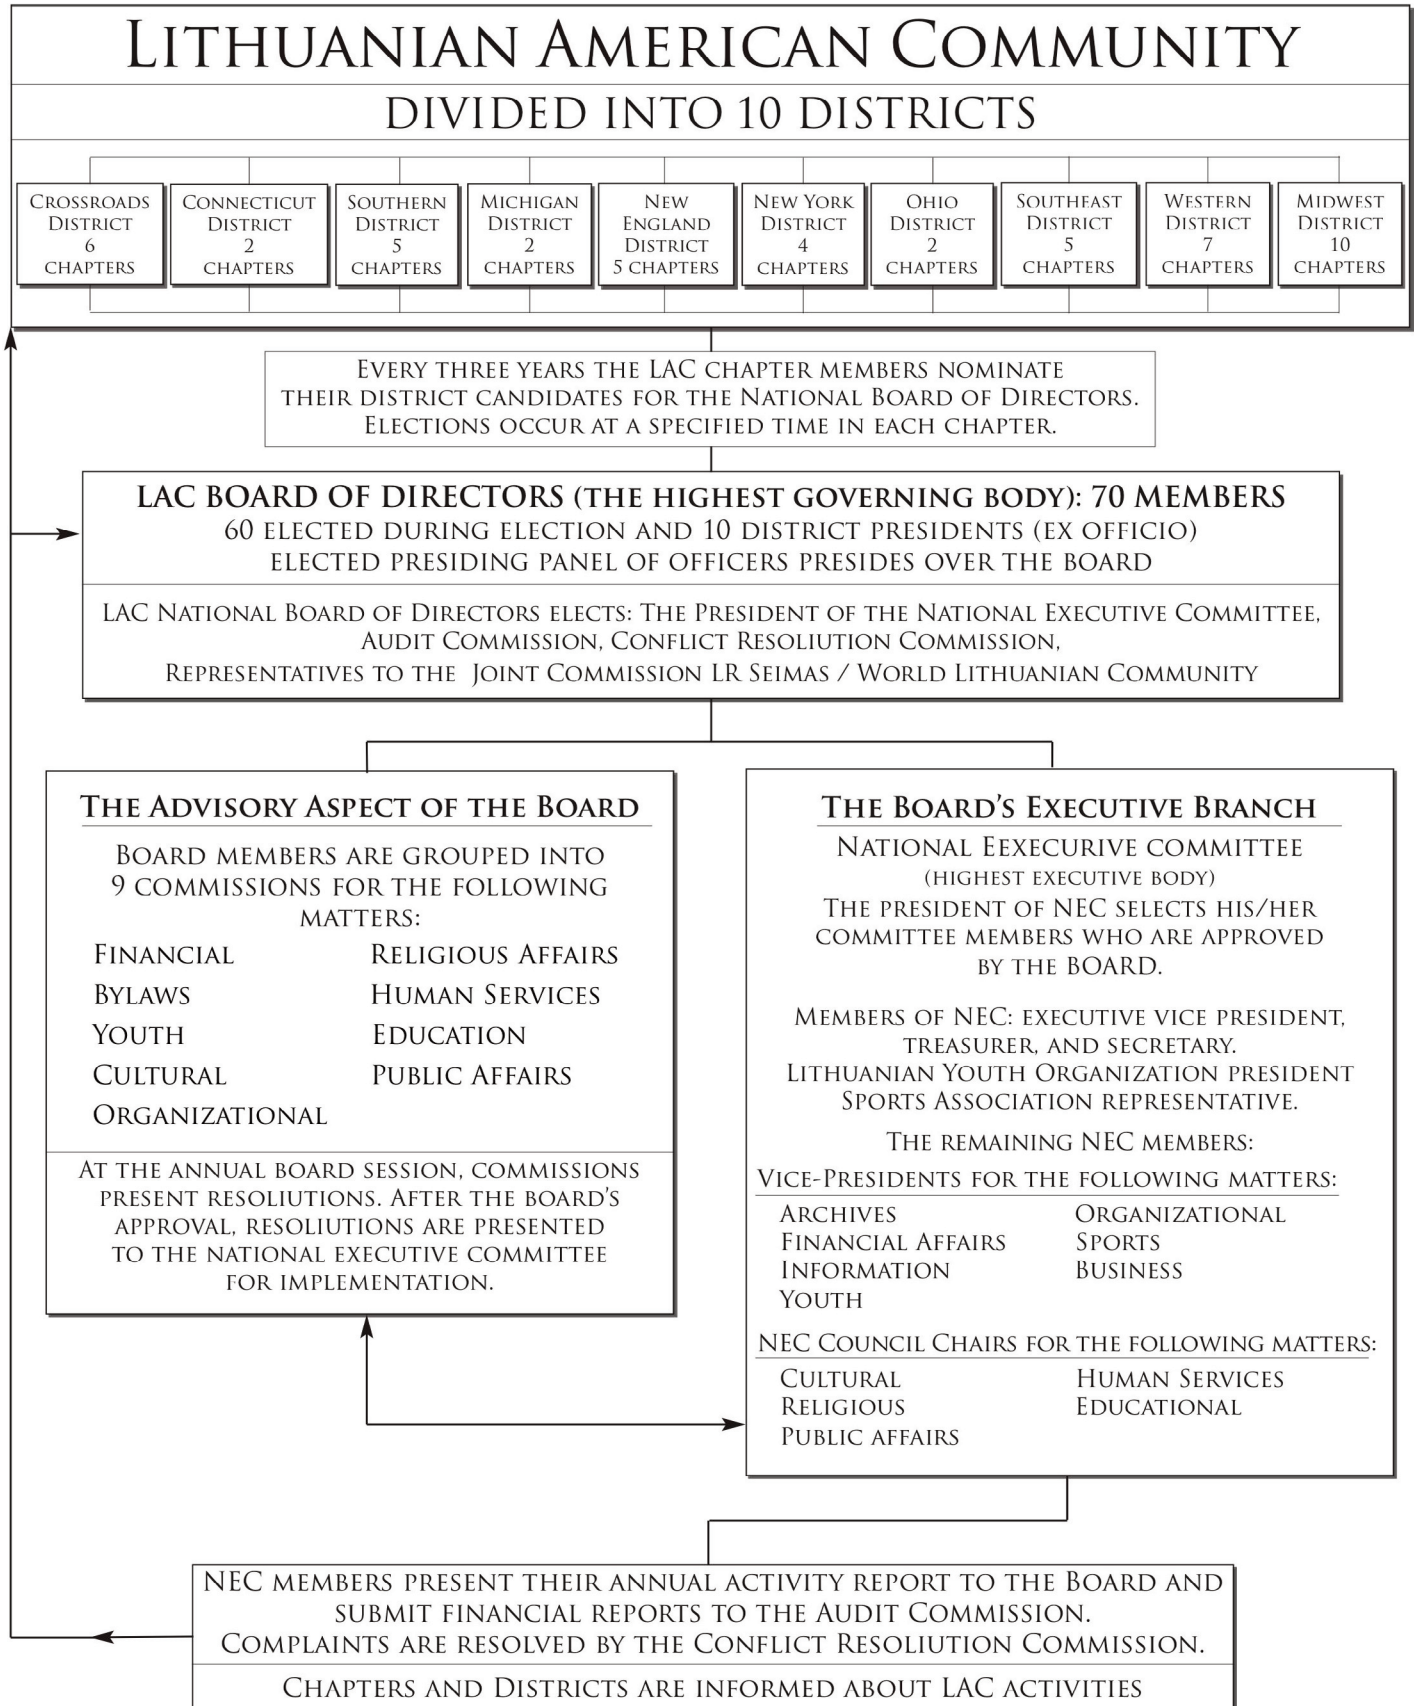 Lithuanian American Community
DIVIDED INTO 10 DISTRICTS
Crossroads
District
6
chapters
Connecticut
District
2
chapters
Southern
District
5
chapters
Michigan
District
2
chapters
New
England
District
5 chapters
New York
District
4
chapters
Ohio
District
2
chapters
Southeast
District
5
chapters
Western
District
7
chapters
Midwest
District
10
chapters
Every three years the LAC chapter members nominate
their district candidates for the National Board of Directors.
Elections occur at a specified time in each chapter.
LAC BOARD OF DIRECTORS (THE HIGHEST GOVERNING BODY): 70 MEMBERS
60 elected during election and 10 district presidents (ex officio)
elected presiding panel of officers presides over the board
LAC National Board of Directors elects: The President of the National Executive Committee,
Audit Commission, Conflict Resoliution Commission,
Representatives to the Joint Commission LR Seimas / World Lithuanian Community
The Advisory Aspect of the Board
Board members are grouped into
9 commissions for the following
matters:
Financial
Religious Affairs
Bylaws
Human Services
Youth
Education
Cultural
Public Affairs
Organizational
At the annual board session, commissions
present resoliutions. After the board's
approval, resoliutions are presented
to the national executive committee
for implementation.
The Board's Executive Branch
National Eexecurive committee
(highest executive body)
The president of NEC selects his/her
committee members who are approved
by the BOARD.
Members of NEC: executive vice president,
treasurer, and secretary.
Lithuanian Youth Organization president
Sports Association representative.
The remaining NEC members:
Vice-Presidents for the following matters:
Archives
Organizational
Financial Affairs
Sports
Information
Business
Youth
NEC Council Chairs for the following matters:
Cultural
Human Services
Religious
Educational
Public affairs
NEC members present their annual activity report to the Board and
submit financial reports to the Audit Commission.
Complaints are resolved by the Conflict Resoliution Commission.
Chapters and Districts are informed about LAC activities